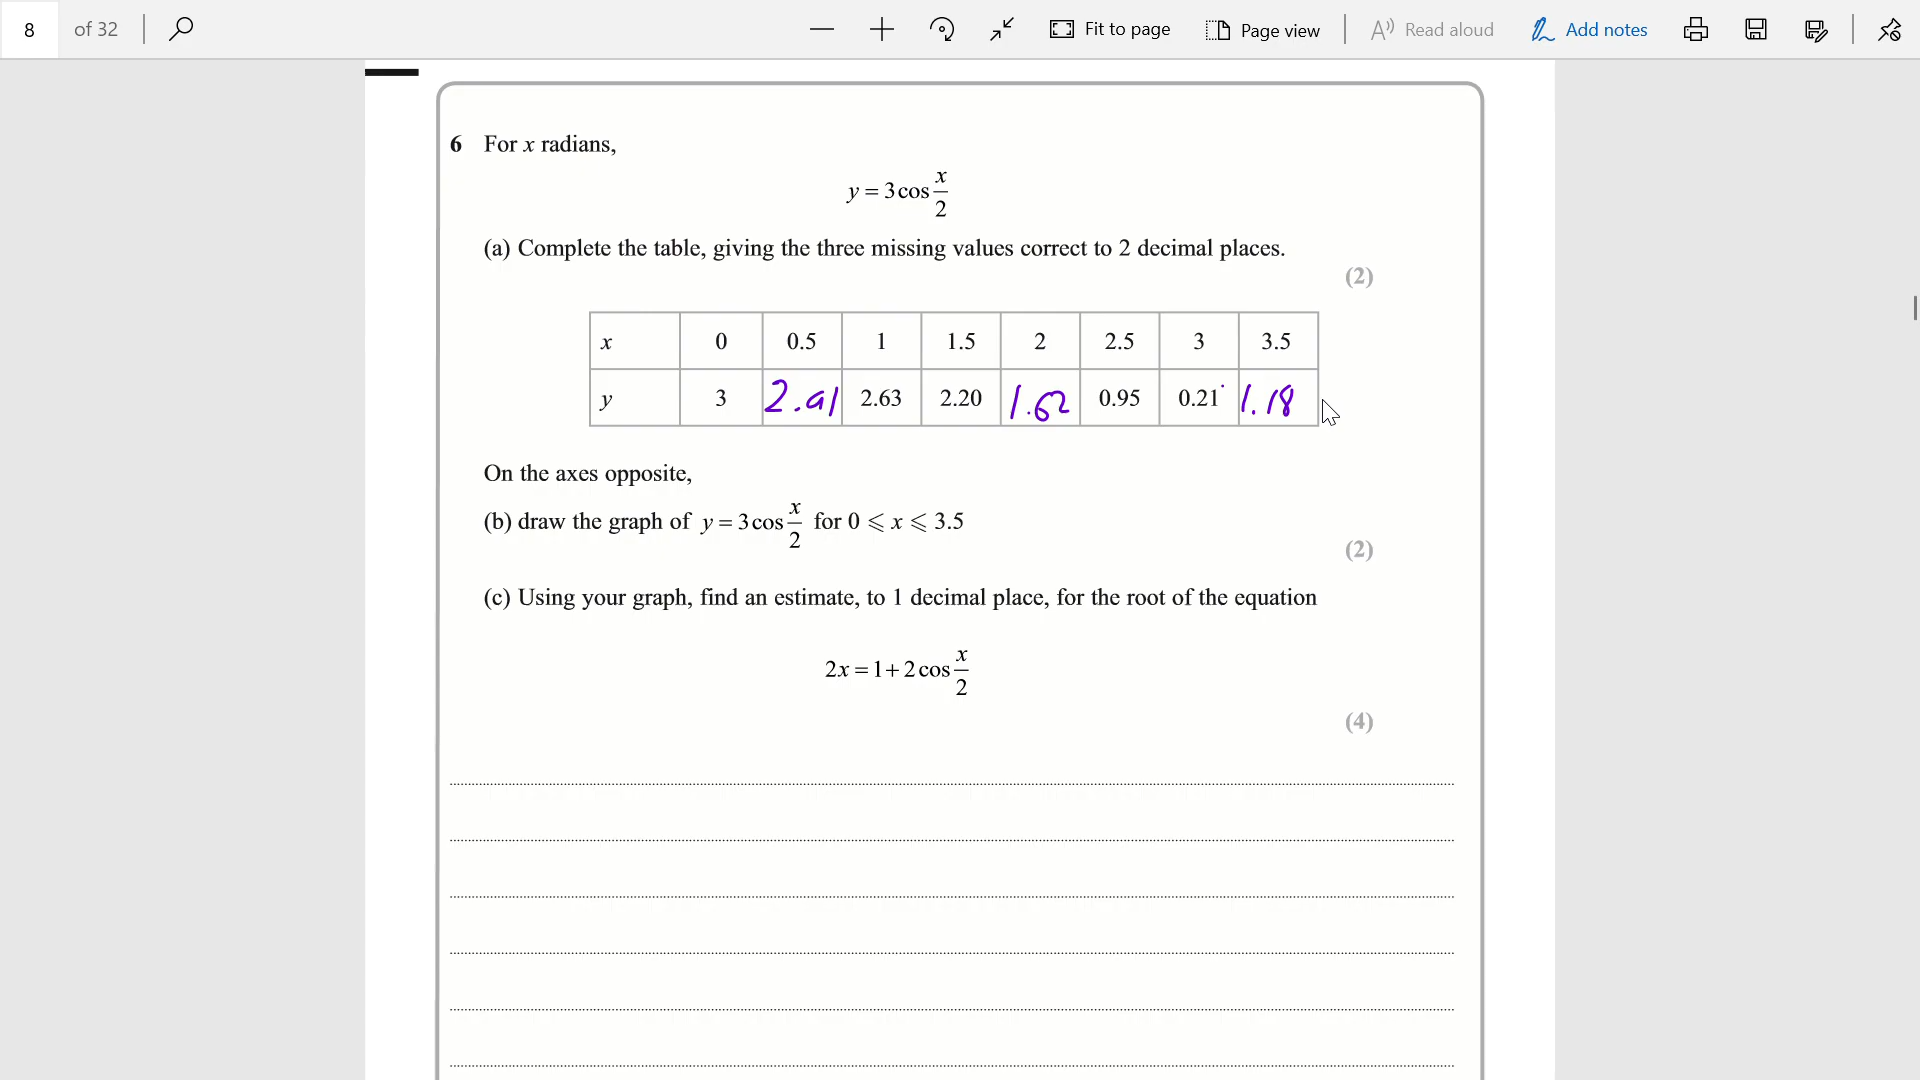 8 of 32 Fit to page Page view Read aloud Add notes
6 For x radians,
y = 3cos x/2
(a) Complete the table, giving the three missing values correct to 2 decimal places.
(2)
x 0 0.5 1 1.5 2 2.5 3 3.5
y 3 2.91 2.63 2.20 1.62 0.95 0.21 1.18
On the axes opposite,
(b) draw the graph of y = 3cos x/2 for 0 ⩽ x ⩽ 3.5
(2)
(c) Using your graph, find an estimate, to 1 decimal place, for the root of the equation
2x = 1 + 2cos x/2
(4)